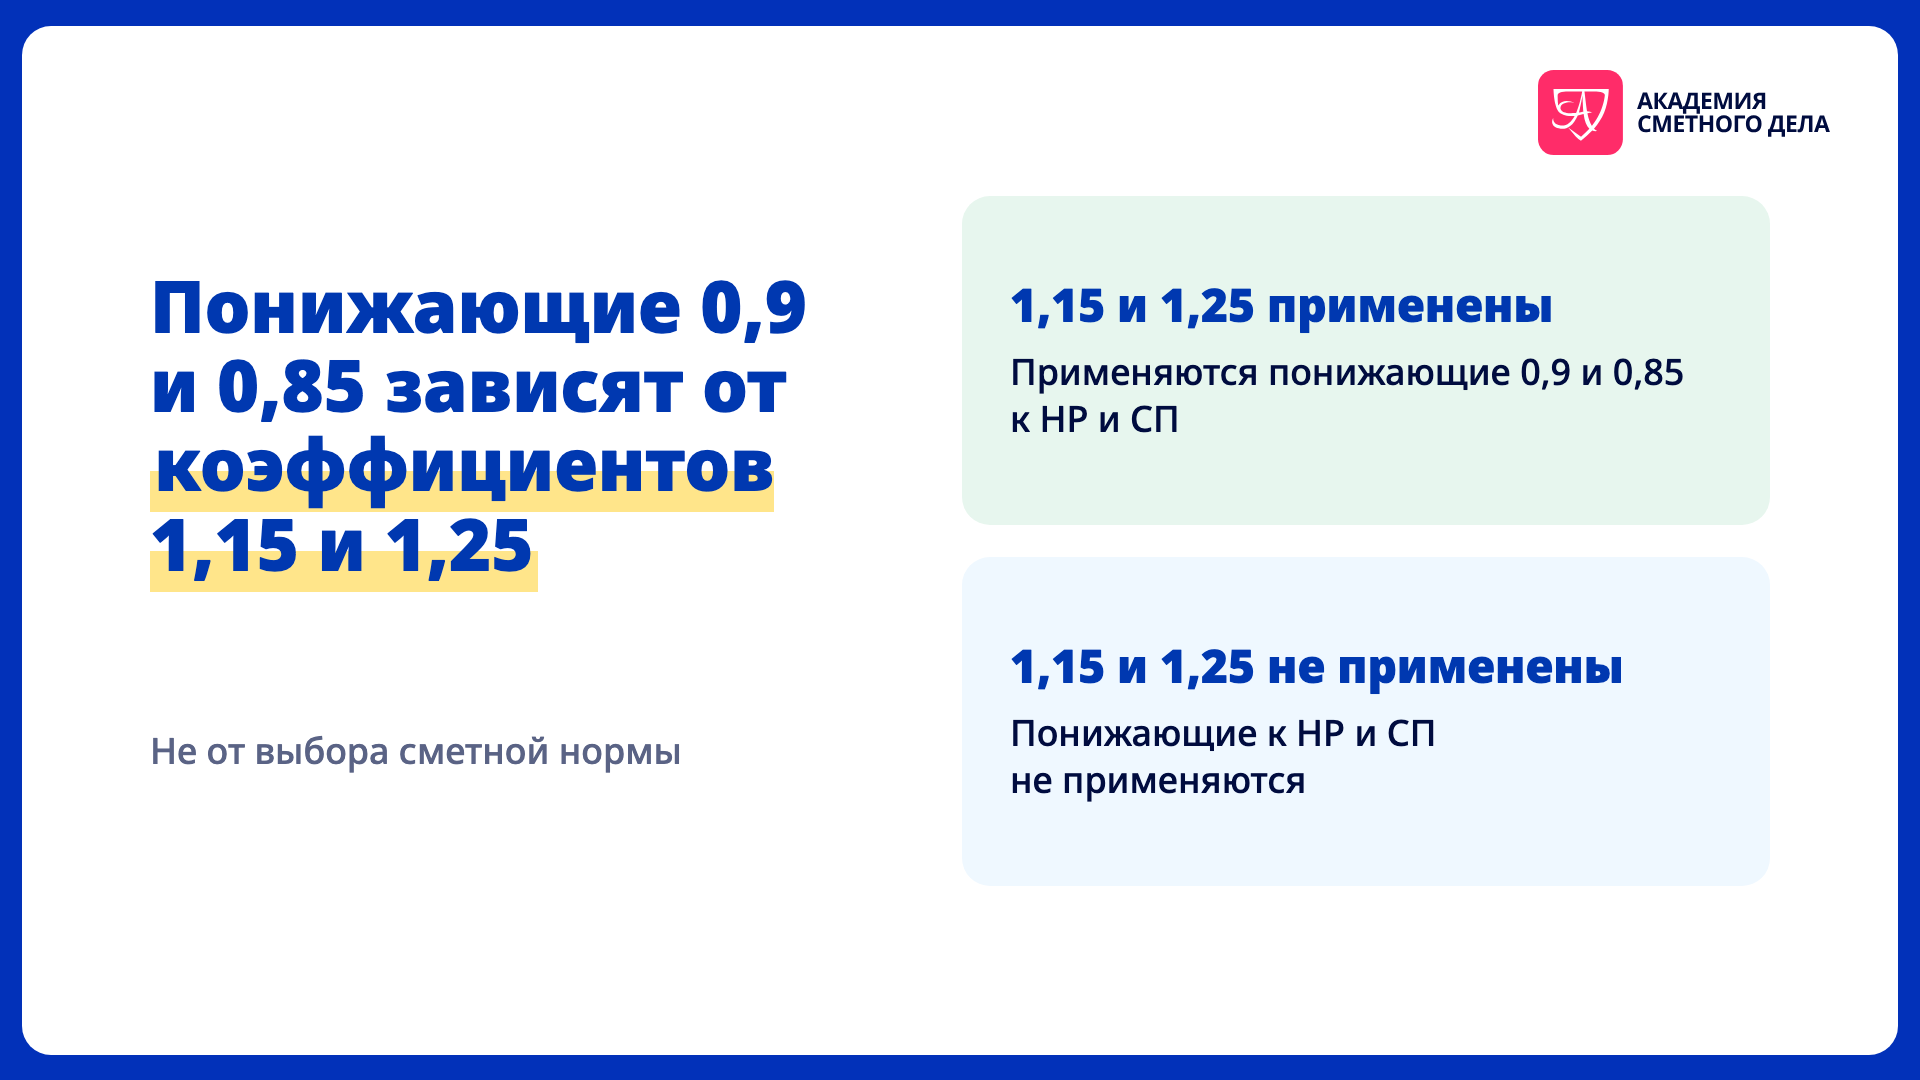 АКАДЕМИЯ
СМЕТНОГО ДЕЛА
Понижающие 0,9
и 0,85 зависят от
коэффициентов
1,15 и 1,25
Не от выбора сметной нормы
1,15 и 1,25 применены
Применяются понижающие 0,9 и 0,85
к НР и СП
1,15 и 1,25 не применены
Понижающие к НР и СП
не применяются